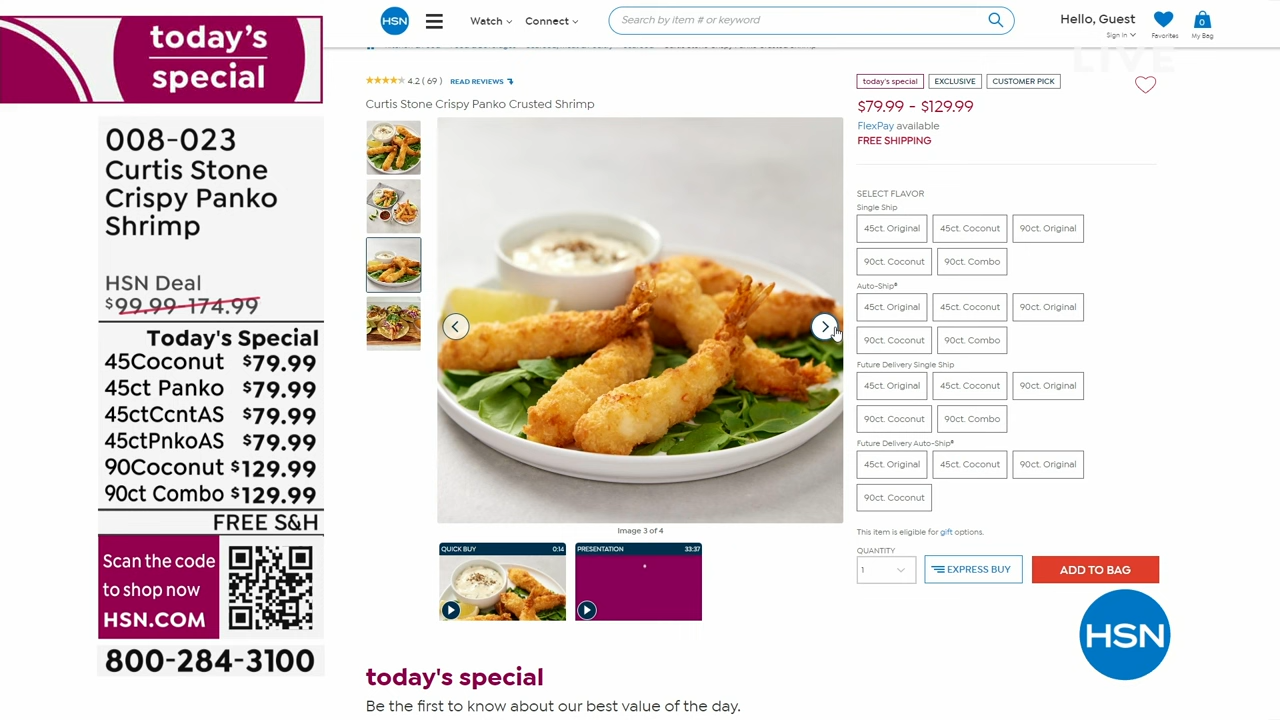 today's
special
008-023
Curtis Stone
Crispy Panko
Shrimp
HSN Deal
$99.99-174.99
Today's Special
45Coconut $79.99
45ct Panko $79.99
45ctCcntAS $79.99
45ctPnkoAS $79.99
90Coconut $129.99
90ct Combo $129.99
FREE S&H
Scan the code
to shop now
HSN.COM
800-284-3100
HSN
Watch
Connect
Search by item # or keyword
Hello, Guest
Sign In
Favorites
0
My Bag
LIVE
4.2 ( 69 ) READ REVIEWS
Curtis Stone Crispy Panko Crusted Shrimp
Image 3 of 4
QUICK BUY 0:14
PRESENTATION 33:37
today's special EXCLUSIVE CUSTOMER PICK
$79.99 - $129.99
FlexPay available
FREE SHIPPING
SELECT FLAVOR
Single Ship
45ct. Original 45ct. Coconut 90ct. Original
90ct. Coconut 90ct. Combo
Auto-Ship®
45ct. Original 45ct. Coconut 90ct. Original
90ct. Coconut 90ct. Combo
Future Delivery Single Ship
45ct. Original 45ct. Coconut 90ct. Original
90ct. Coconut 90ct. Combo
Future Delivery Auto-Ship®
45ct. Original 45ct. Coconut 90ct. Original
90ct. Coconut
This item is eligible for gift options.
QUANTITY
1 EXPRESS BUY ADD TO BAG
HSN
today's special
Be the first to know about our best value of the day.